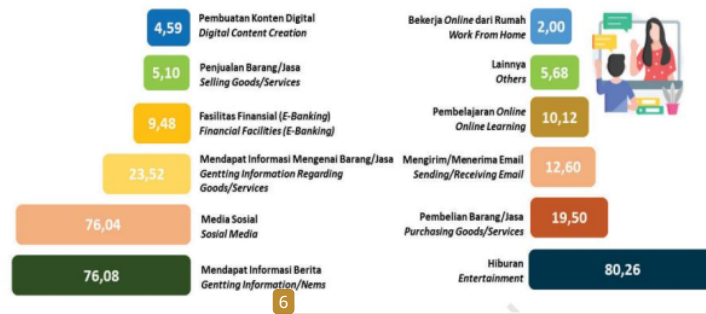 4,59
Pembuatan Konten Digital
Digital Content Creation
5,10
Penjualan Barang/Jasa
Selling Goods/Services
9,48
Fasilitas Finansial (E-Banking)
Financial Facilities (E-Banking)
23,52
Mendapat Informasi Mengenai Barang/Jasa
Gentting Information Regarding
Goods/Services
76,04
Media Sosial
Sosial Media
76,08
Mendapat Informasi Berita
Gentting Information/Nems
Bekerja Online dari Rumah
Work From Home
2,00
Lainnya
Others
5,68
Pembelajaran Online
Online Learning
10,12
Mengirim/Menerima Email
Sending/Receiving Email
12,60
Pembelian Barang/Jasa
Purchasing Goods/Services
19,50
Hiburan
Entertainment
80,26
6